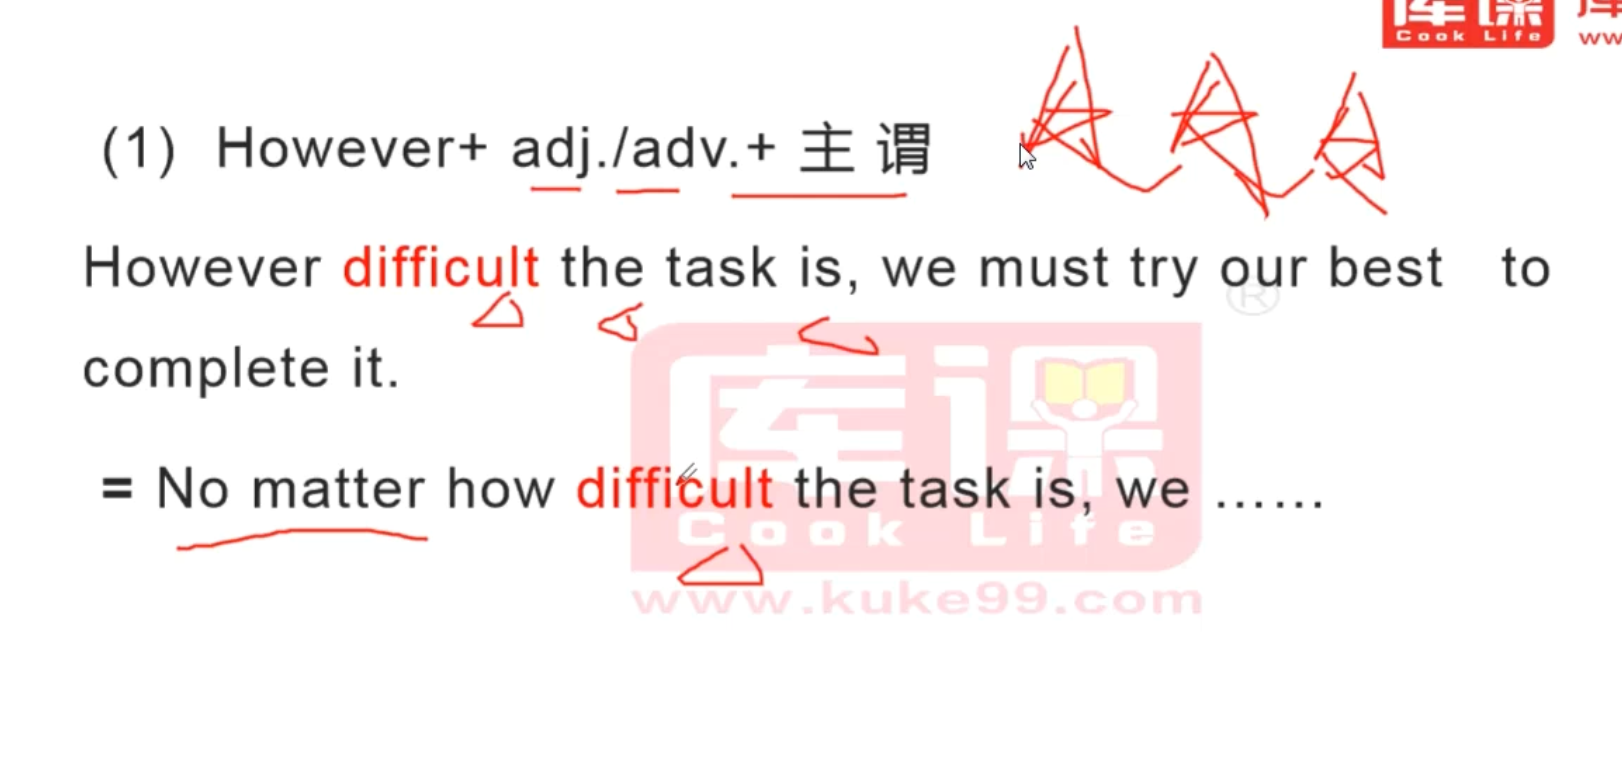 库课
Cook Life
(1) However+ adj./adv.+ 主 谓
However difficult the task is, we must try our best to
complete it.
= No matter how difficult the task is, we ……
®
库课
Cook Life
www.kuke99.com